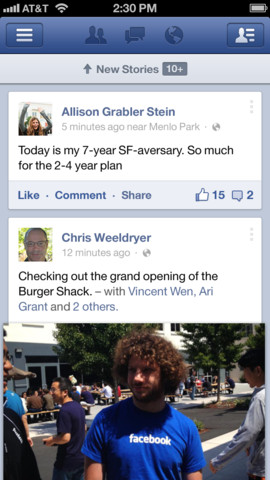 AT&T 2:30 PM
New Stories 10+
Allison Grabler Stein
5 minutes ago near Menlo Park ·
Today is my 7-year SF-aversary. So much
for the 2-4 year plan
Like · Comment · Share 15 2
Chris Weeldryer
12 minutes ago ·
Checking out the grand opening of the
Burger Shack. – with Vincent Wen, Ari
Grant and 2 others.
facebook